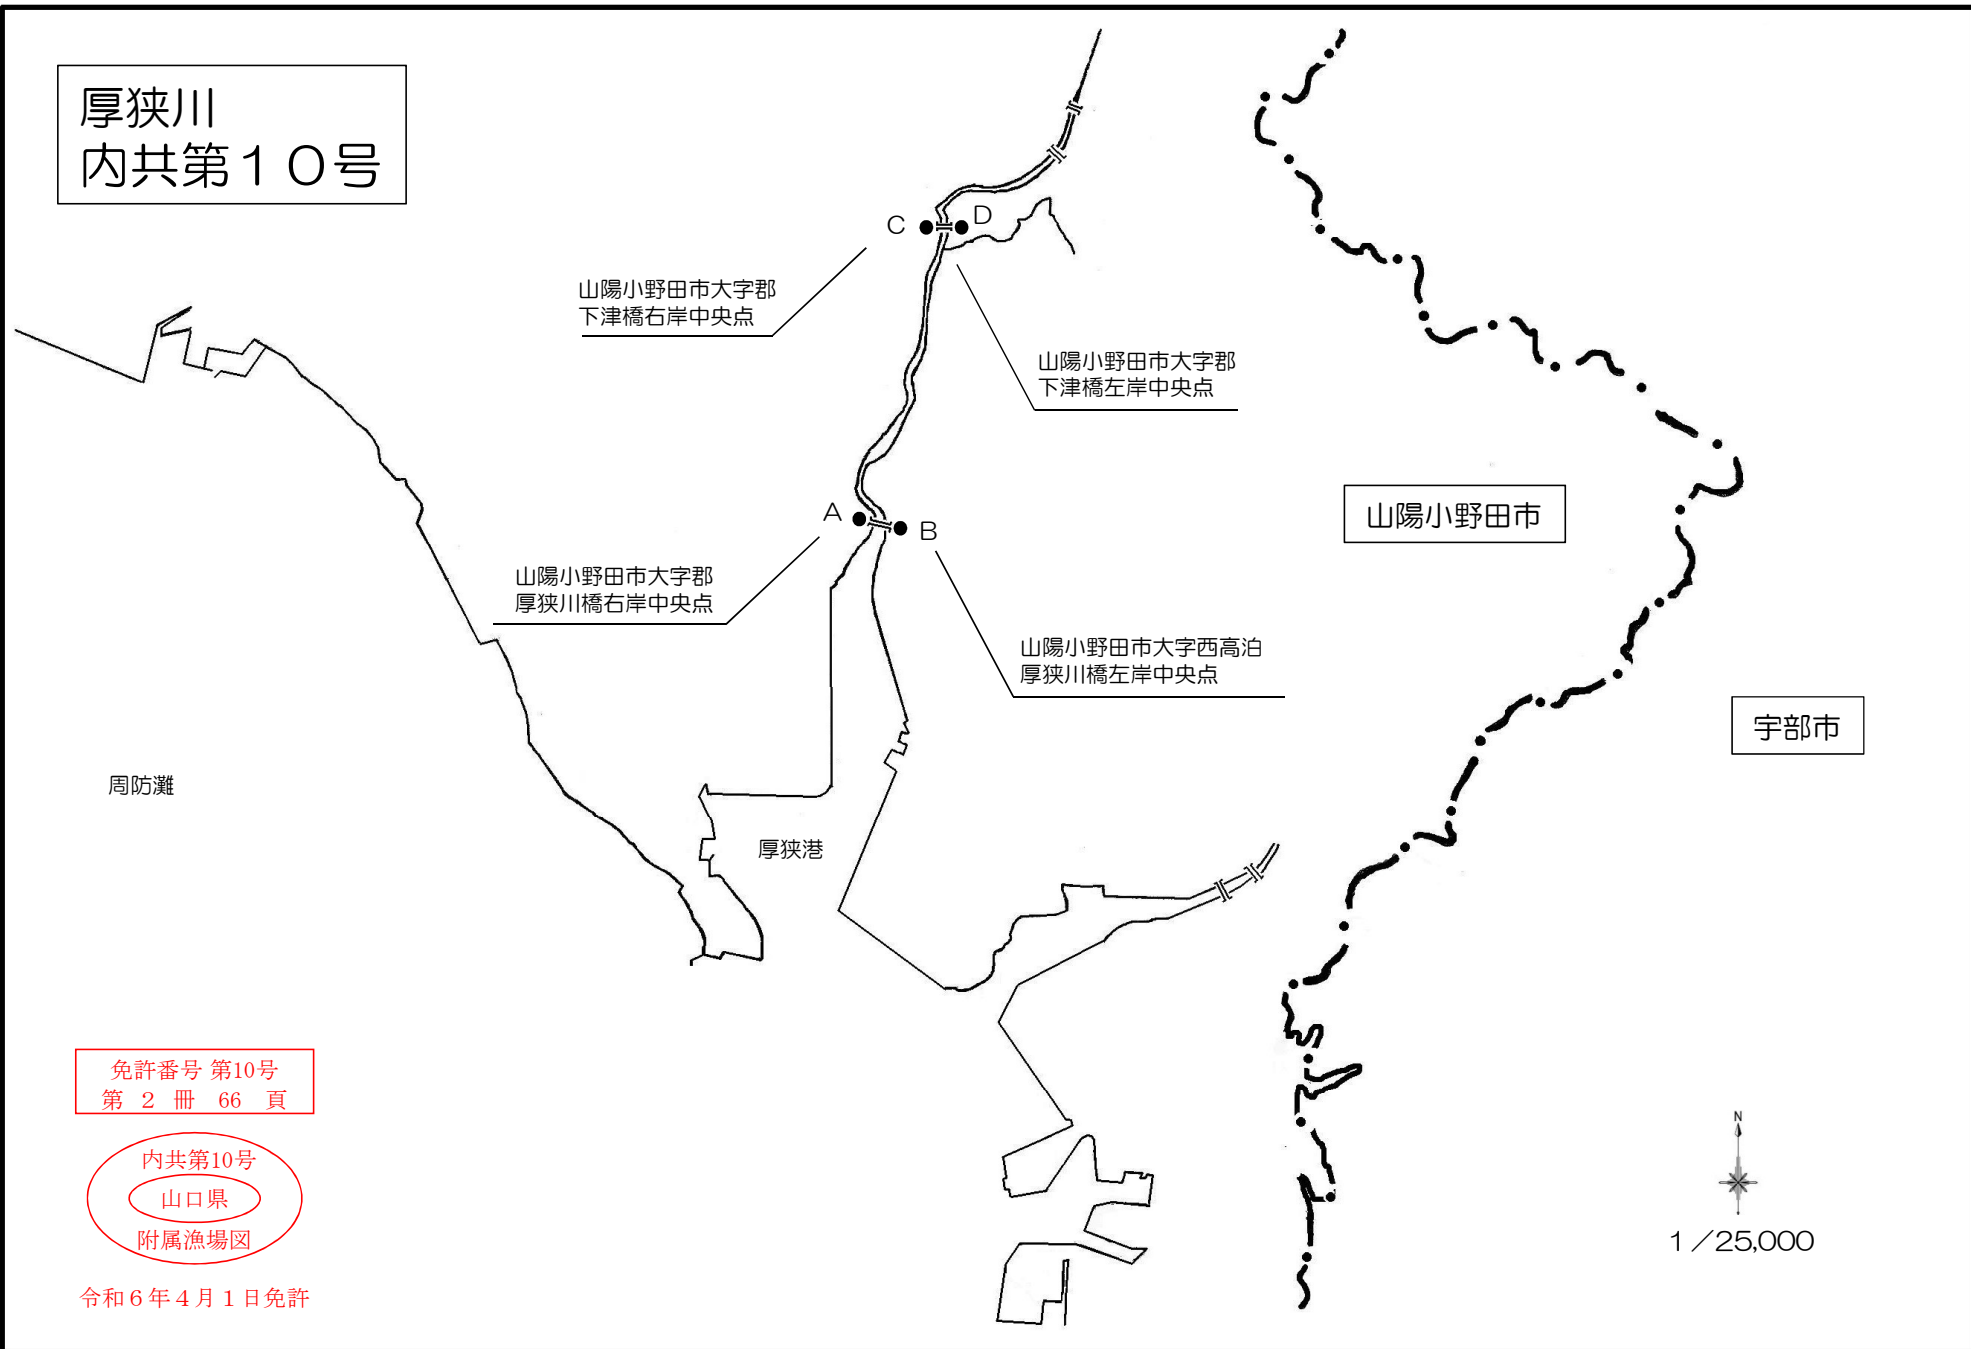 厚狭川
内共第１０号
C
D
山陽小野田市大字郡
下津橋右岸中央点
山陽小野田市大字郡
下津橋左岸中央点
A
B
山陽小野田市
山陽小野田市大字郡
厚狭川橋右岸中央点
山陽小野田市大字西高泊
厚狭川橋左岸中央点
宇部市
周防灘
厚狭港
免許番号 第10号
第 2 冊 66 頁
内共第10号
山口県
附属漁場図
令和６年４月１日免許
N
1／25,000